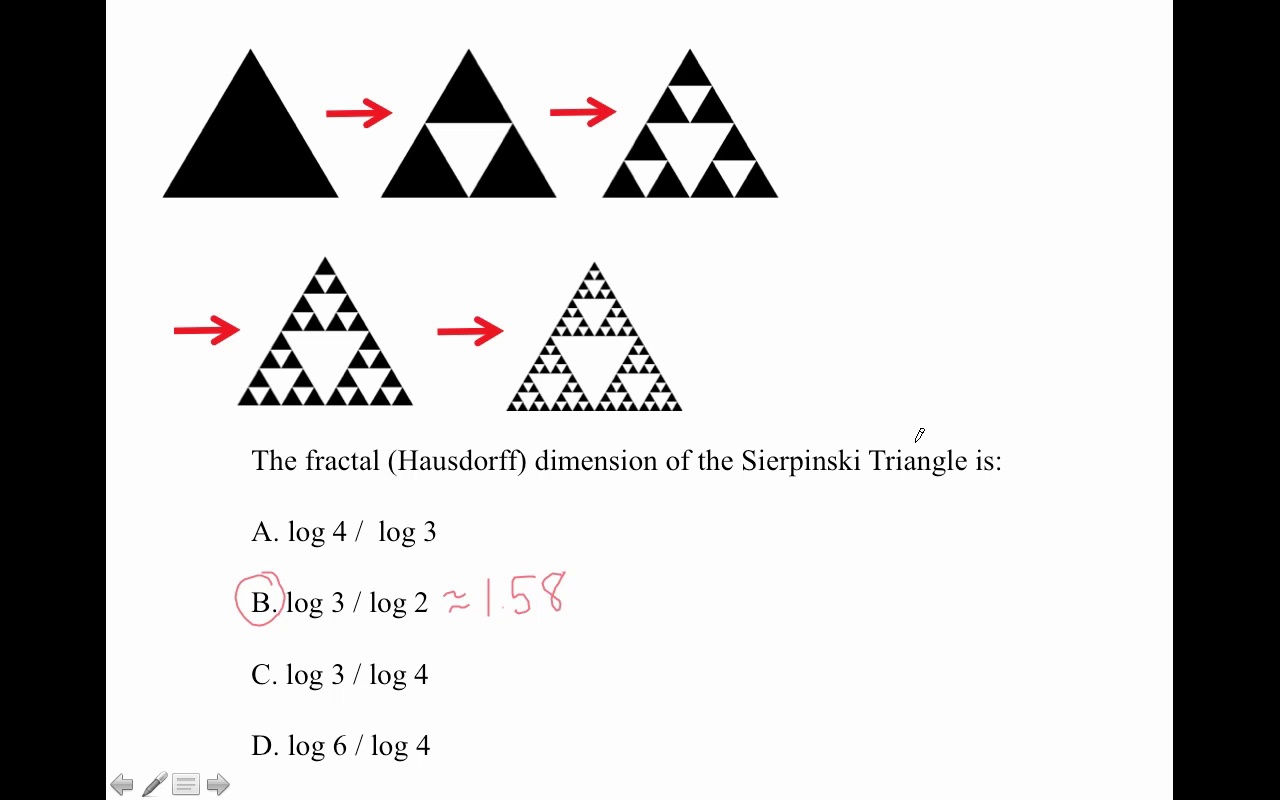 The fractal (Hausdorff) dimension of the Sierpinski Triangle is:
A. log 4 / log 3
B. log 3 / log 2 ≈ 1.58
C. log 3 / log 4
D. log 6 / log 4